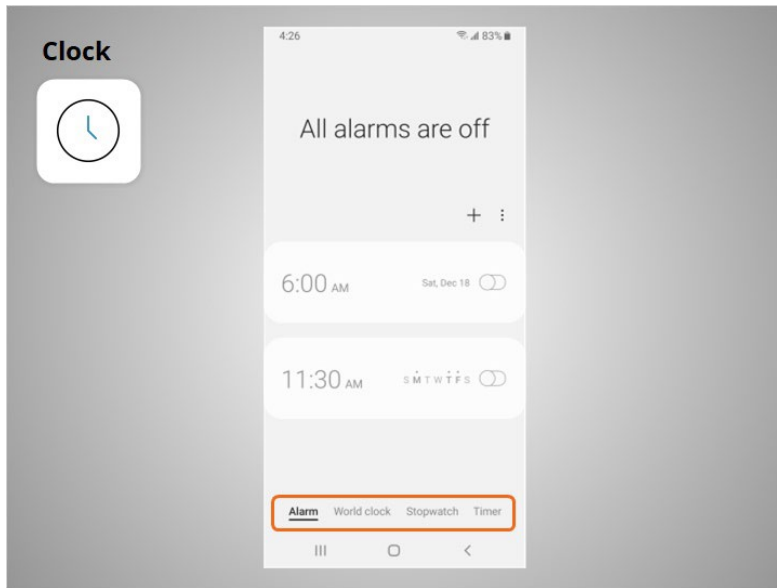 Clock
4:26 83%
All alarms are off
6:00 AM Sat, Dec 18
11:30 AM S M T W T F S
Alarm World clock Stopwatch Timer